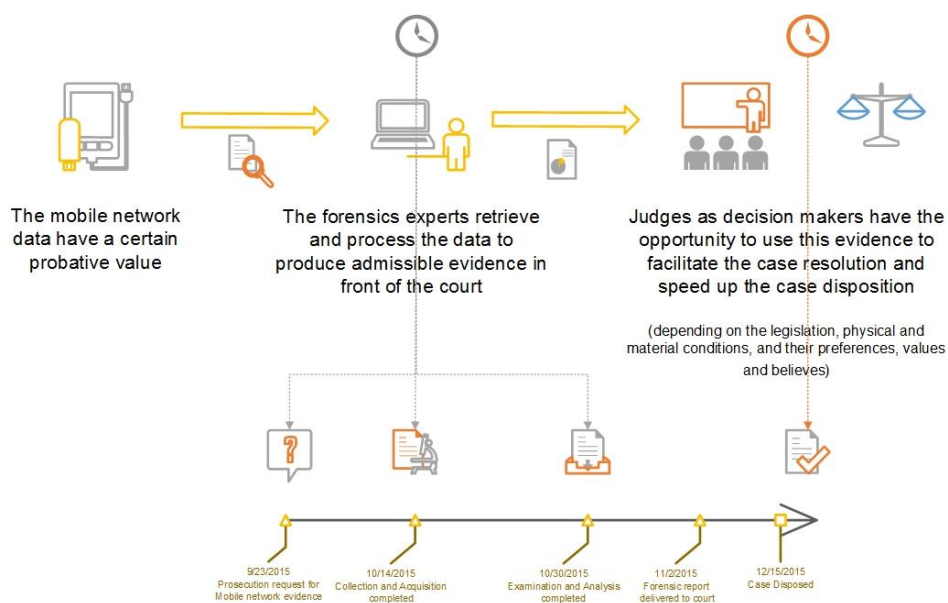 The mobile network
data have a certain
probative value
The forensics experts retrieve
and process the data to
produce admissible evidence in
front of the court
Judges as decision makers have the
opportunity to use this evidence to
facilitate the case resolution and
speed up the case disposition
(depending on the legislation, physical and
material conditions, and their preferences, values
and believes)
?
9/23/2015
Prosecution request for
Mobile network evidence
10/14/2015
Collection and Acquisition
completed
10/30/2015
Examination and Analysis
completed
11/2/2015
Forensic report
delivered to court
12/15/2015
Case Disposed